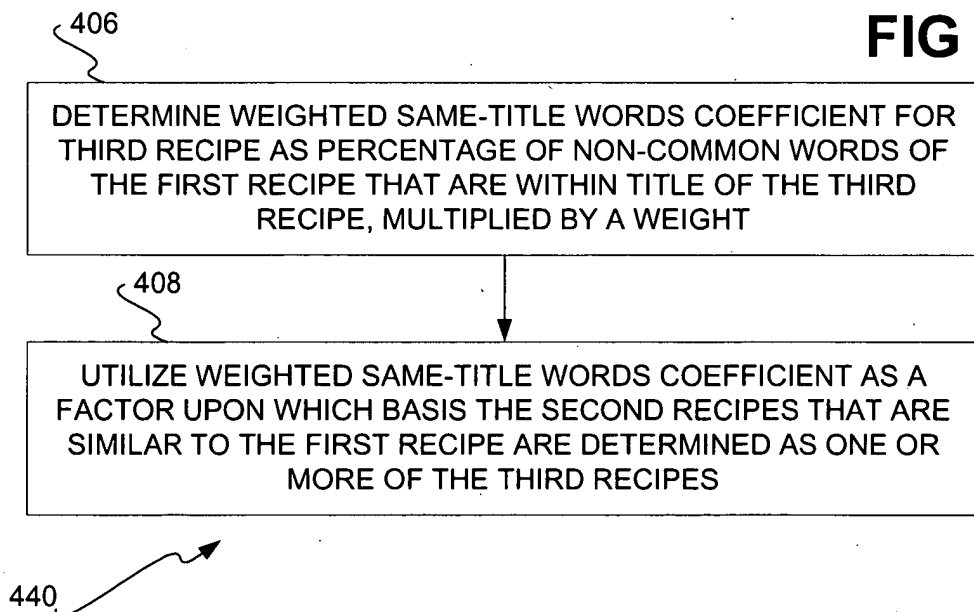 406
FIG
DETERMINE WEIGHTED SAME-TITLE WORDS COEFFICIENT FOR
THIRD RECIPE AS PERCENTAGE OF NON-COMMON WORDS OF
THE FIRST RECIPE THAT ARE WITHIN TITLE OF THE THIRD
RECIPE, MULTIPLIED BY A WEIGHT
408
UTILIZE WEIGHTED SAME-TITLE WORDS COEFFICIENT AS A
FACTOR UPON WHICH BASIS THE SECOND RECIPES THAT ARE
SIMILAR TO THE FIRST RECIPE ARE DETERMINED AS ONE OR
MORE OF THE THIRD RECIPES
440